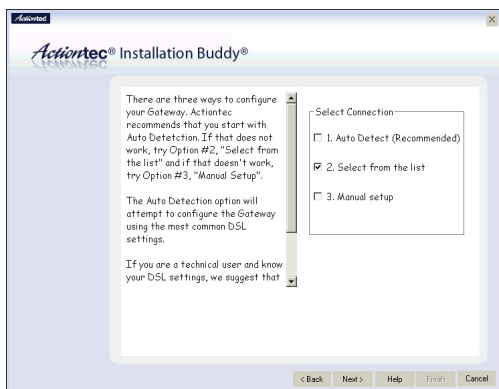 Actiontec
Actiontec® Installation Buddy®
There are three ways to configure
your Gateway. Actiontec
recommends that you start with
Auto Detetction. If that does not
work, try Option #2, "Select from
the list" and if that doesn't work,
try Option #3, "Manual Setup".
The Auto Detection option will
attempt to configure the Gateway
using the most common DSL
settings.
If you are a technical user and know
your DSL settings, we suggest that
Select Connection
1. Auto Detect (Recommended)
2. Select from the list
3. Manual setup
< Back Next > Help Finish Cancel